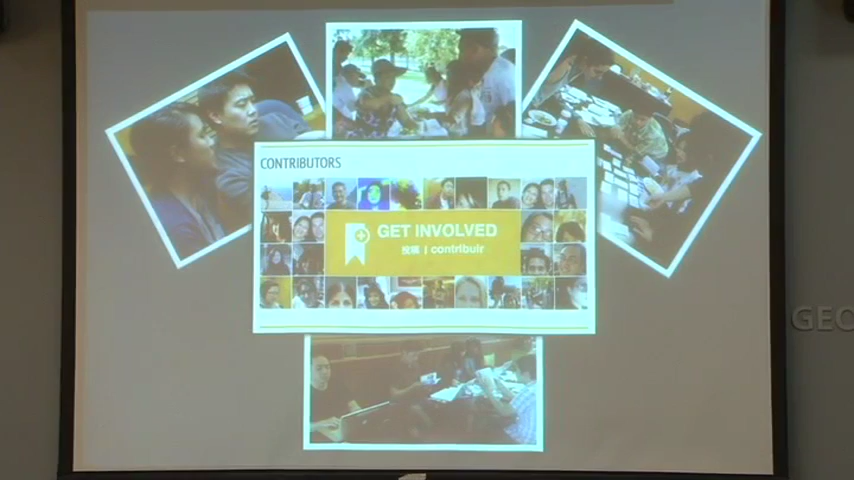 CONTRIBUTORS
GET INVOLVED
投稿 | contribuir
GEO